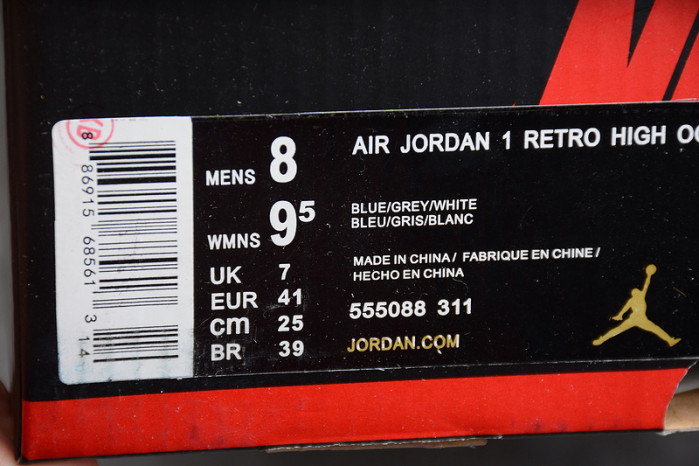 AIR JORDAN 1 RETRO HIGH OG
MENS 8
WMNS 9⁵
UK 7
EUR 41
cm 25
BR 39
BLUE/GREY/WHITE
BLEU/GRIS/BLANC
MADE IN CHINA / FABRIQUE EN CHINE /
HECHO EN CHINA
555088 311
JORDAN.COM
8 86915 68561 3 14